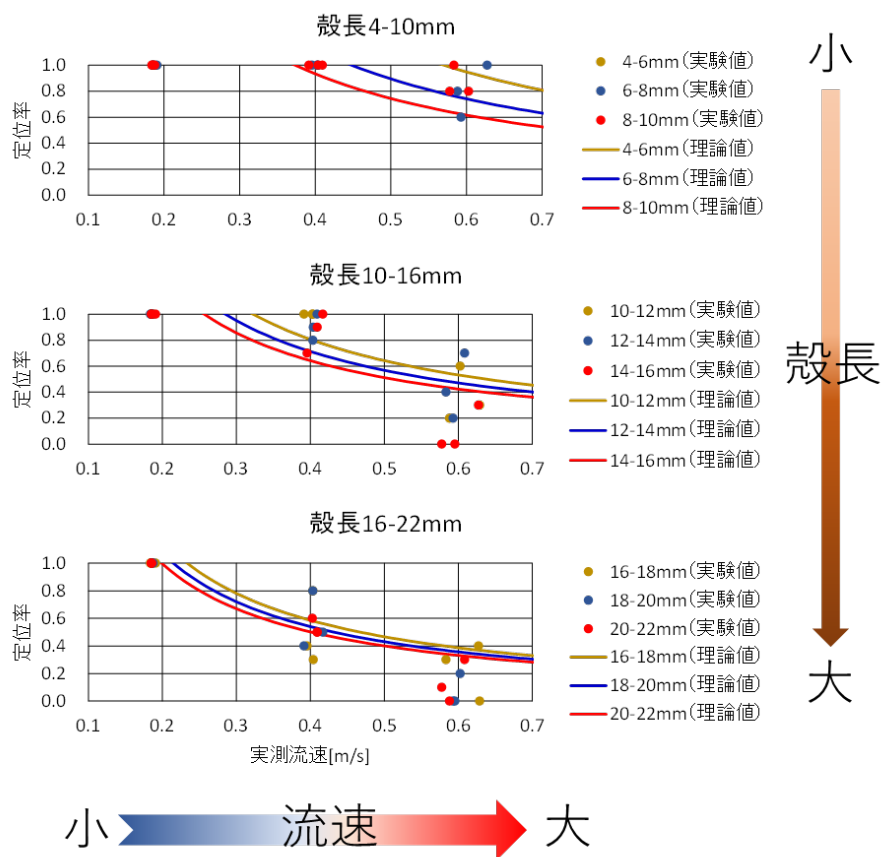 殻長4-10mm
1.0
0.8
0.6
0.4
0.2
0.0
定位率
0.1 0.2 0.3 0.4 0.5 0.6 0.7
4-6mm(実験値)
6-8mm(実験値)
8-10mm(実験値)
4-6mm(理論値)
6-8mm(理論値)
8-10mm(理論値)
殻長10-16mm
1.0
0.8
0.6
0.4
0.2
0.0
定位率
0.1 0.2 0.3 0.4 0.5 0.6 0.7
10-12mm(実験値)
12-14mm(実験値)
14-16mm(実験値)
10-12mm(理論値)
12-14mm(理論値)
14-16mm(理論値)
殻長16-22mm
1.0
0.8
0.6
0.4
0.2
0.0
定位率
0.1 0.2 0.3 0.4 0.5 0.6 0.7
実測流速[m/s]
16-18mm(実験値)
18-20mm(実験値)
20-22mm(実験値)
16-18mm(理論値)
18-20mm(理論値)
20-22mm(理論値)
小
殻長
大
小 流速 大